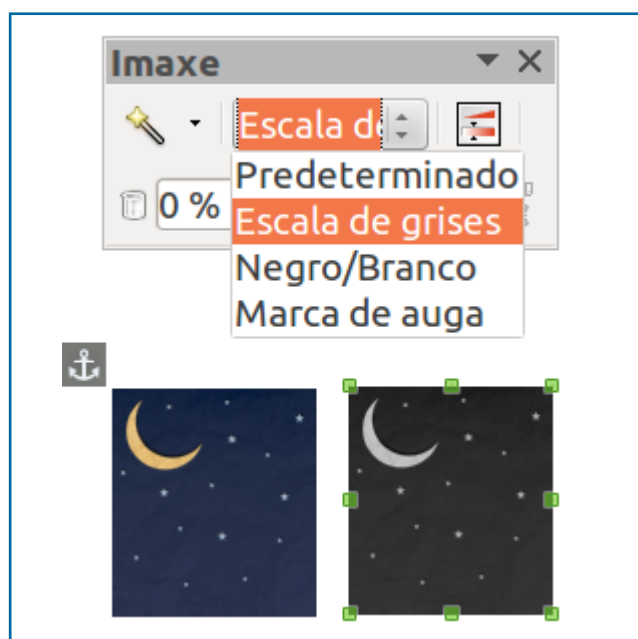 Imaxe
Escala de
Predeterminado
0 %
Escala de grises
Negro/Branco
Marca de auga